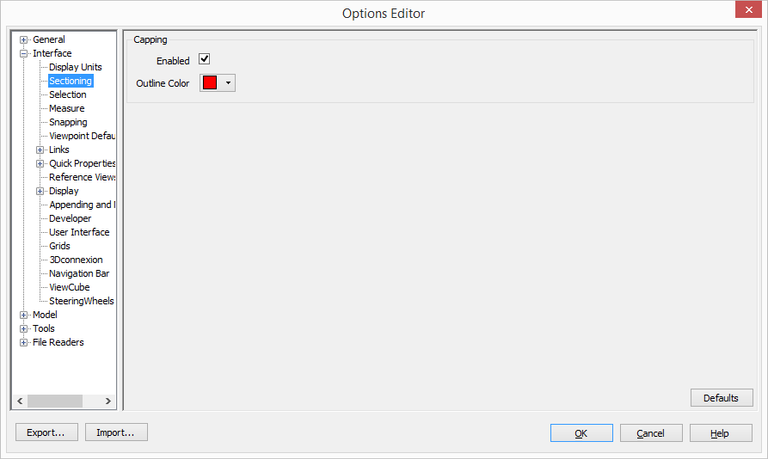 Options Editor
General
Interface
Display Units
Sectioning
Selection
Measure
Snapping
Viewpoint Defau
Links
Quick Properties
Reference Views
Display
Appending and
Developer
User Interface
Grids
3Dconnexion
Navigation Bar
ViewCube
SteeringWheels
Model
Tools
File Readers
Capping
Enabled
Outline Color
Defaults
Export... Import... OK Cancel Help